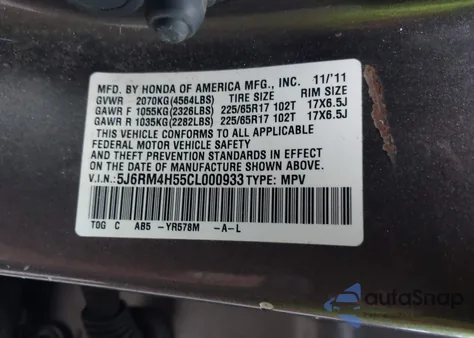 MFD. BY HONDA OF AMERICA MFG., INC. 11/'11
GVWR 2070KG(4564LBS) TIRE SIZE RIM SIZE
GAWR F 1055KG(2326LBS) 225/65R17 102T 17X6.5J
GAWR R 1035KG(2282LBS) 225/65R17 102T 17X6.5J
THIS VEHICLE CONFORMS TO ALL APPLICABLE
FEDERAL MOTOR VEHICLE SAFETY
AND THEFT PREVENTION STANDARDS IN EFFECT
ON THE DATE OF MANUFACTURE SHOWN ABOVE.
V.I.N.: 5J6RM4H55CL000933 TYPE: MPV
TOG C AB5 -YR578M -A-L
autoSnap